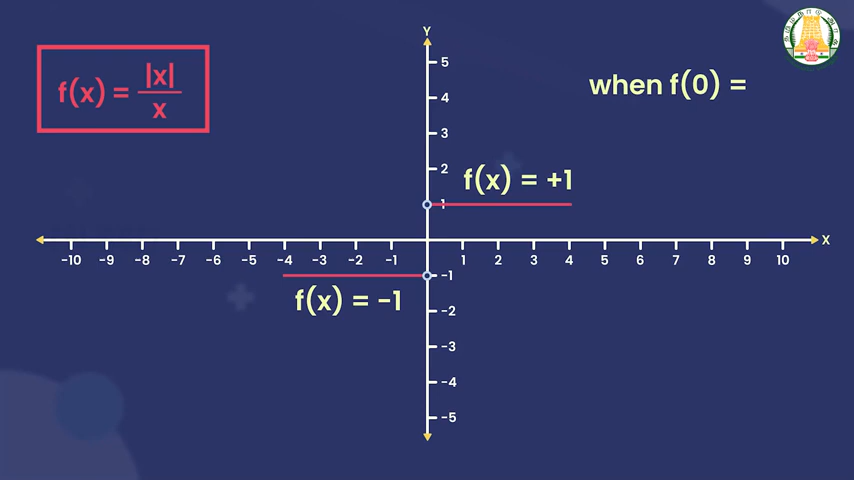 Y
f(x) = |x| / x
when f(0) =
5
4
3
2
f(x) = +1
1
X
-10 -9 -8 -7 -6 -5 -4 -3 -2 -1 1 2 3 4 5 6 7 8 9 10
-1
f(x) = -1
-2
-3
-4
-5